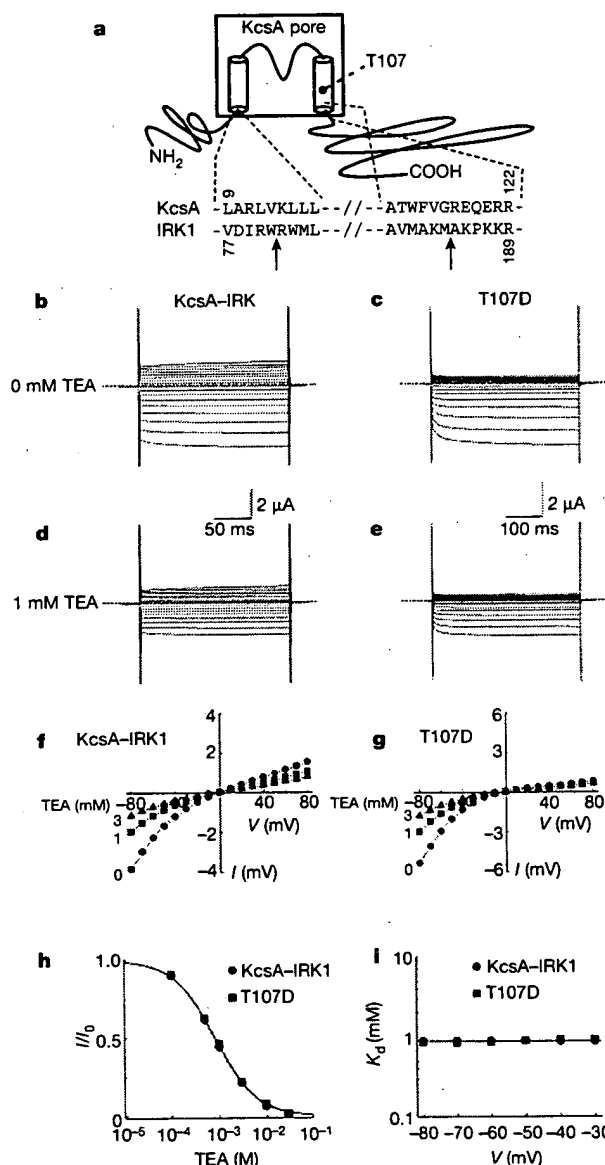 a
KcsA pore
T107
NH2
COOH
9 122
KcsA -LARLVKLLL--//--ATWFVGREQERR-
IRK1 -VDIRWRWML--//--AVMAKMAKPKKR-
77 189
b KcsA–IRK c T107D
0 mM TEA
2 µA 2 µA
50 ms 100 ms
d e
1 mM TEA
f KcsA–IRK1 g T107D
4 2 -2 -4
6 3 -3 -6
TEA (mM) -80 40 80
TEA (mM) -80 40 80
3 1 0
3 1 0
V (mV) V (mV)
I (mV) I (mV)
h i
KcsA–IRK1 KcsA–IRK1
T107D T107D
1.0 0.5 0
I/I0
10-5 10-4 10-3 10-2 10-1
TEA (M)
10 1 0.1
Kd (mM)
-80 -70 -60 -50 -40 -30
V (mV)